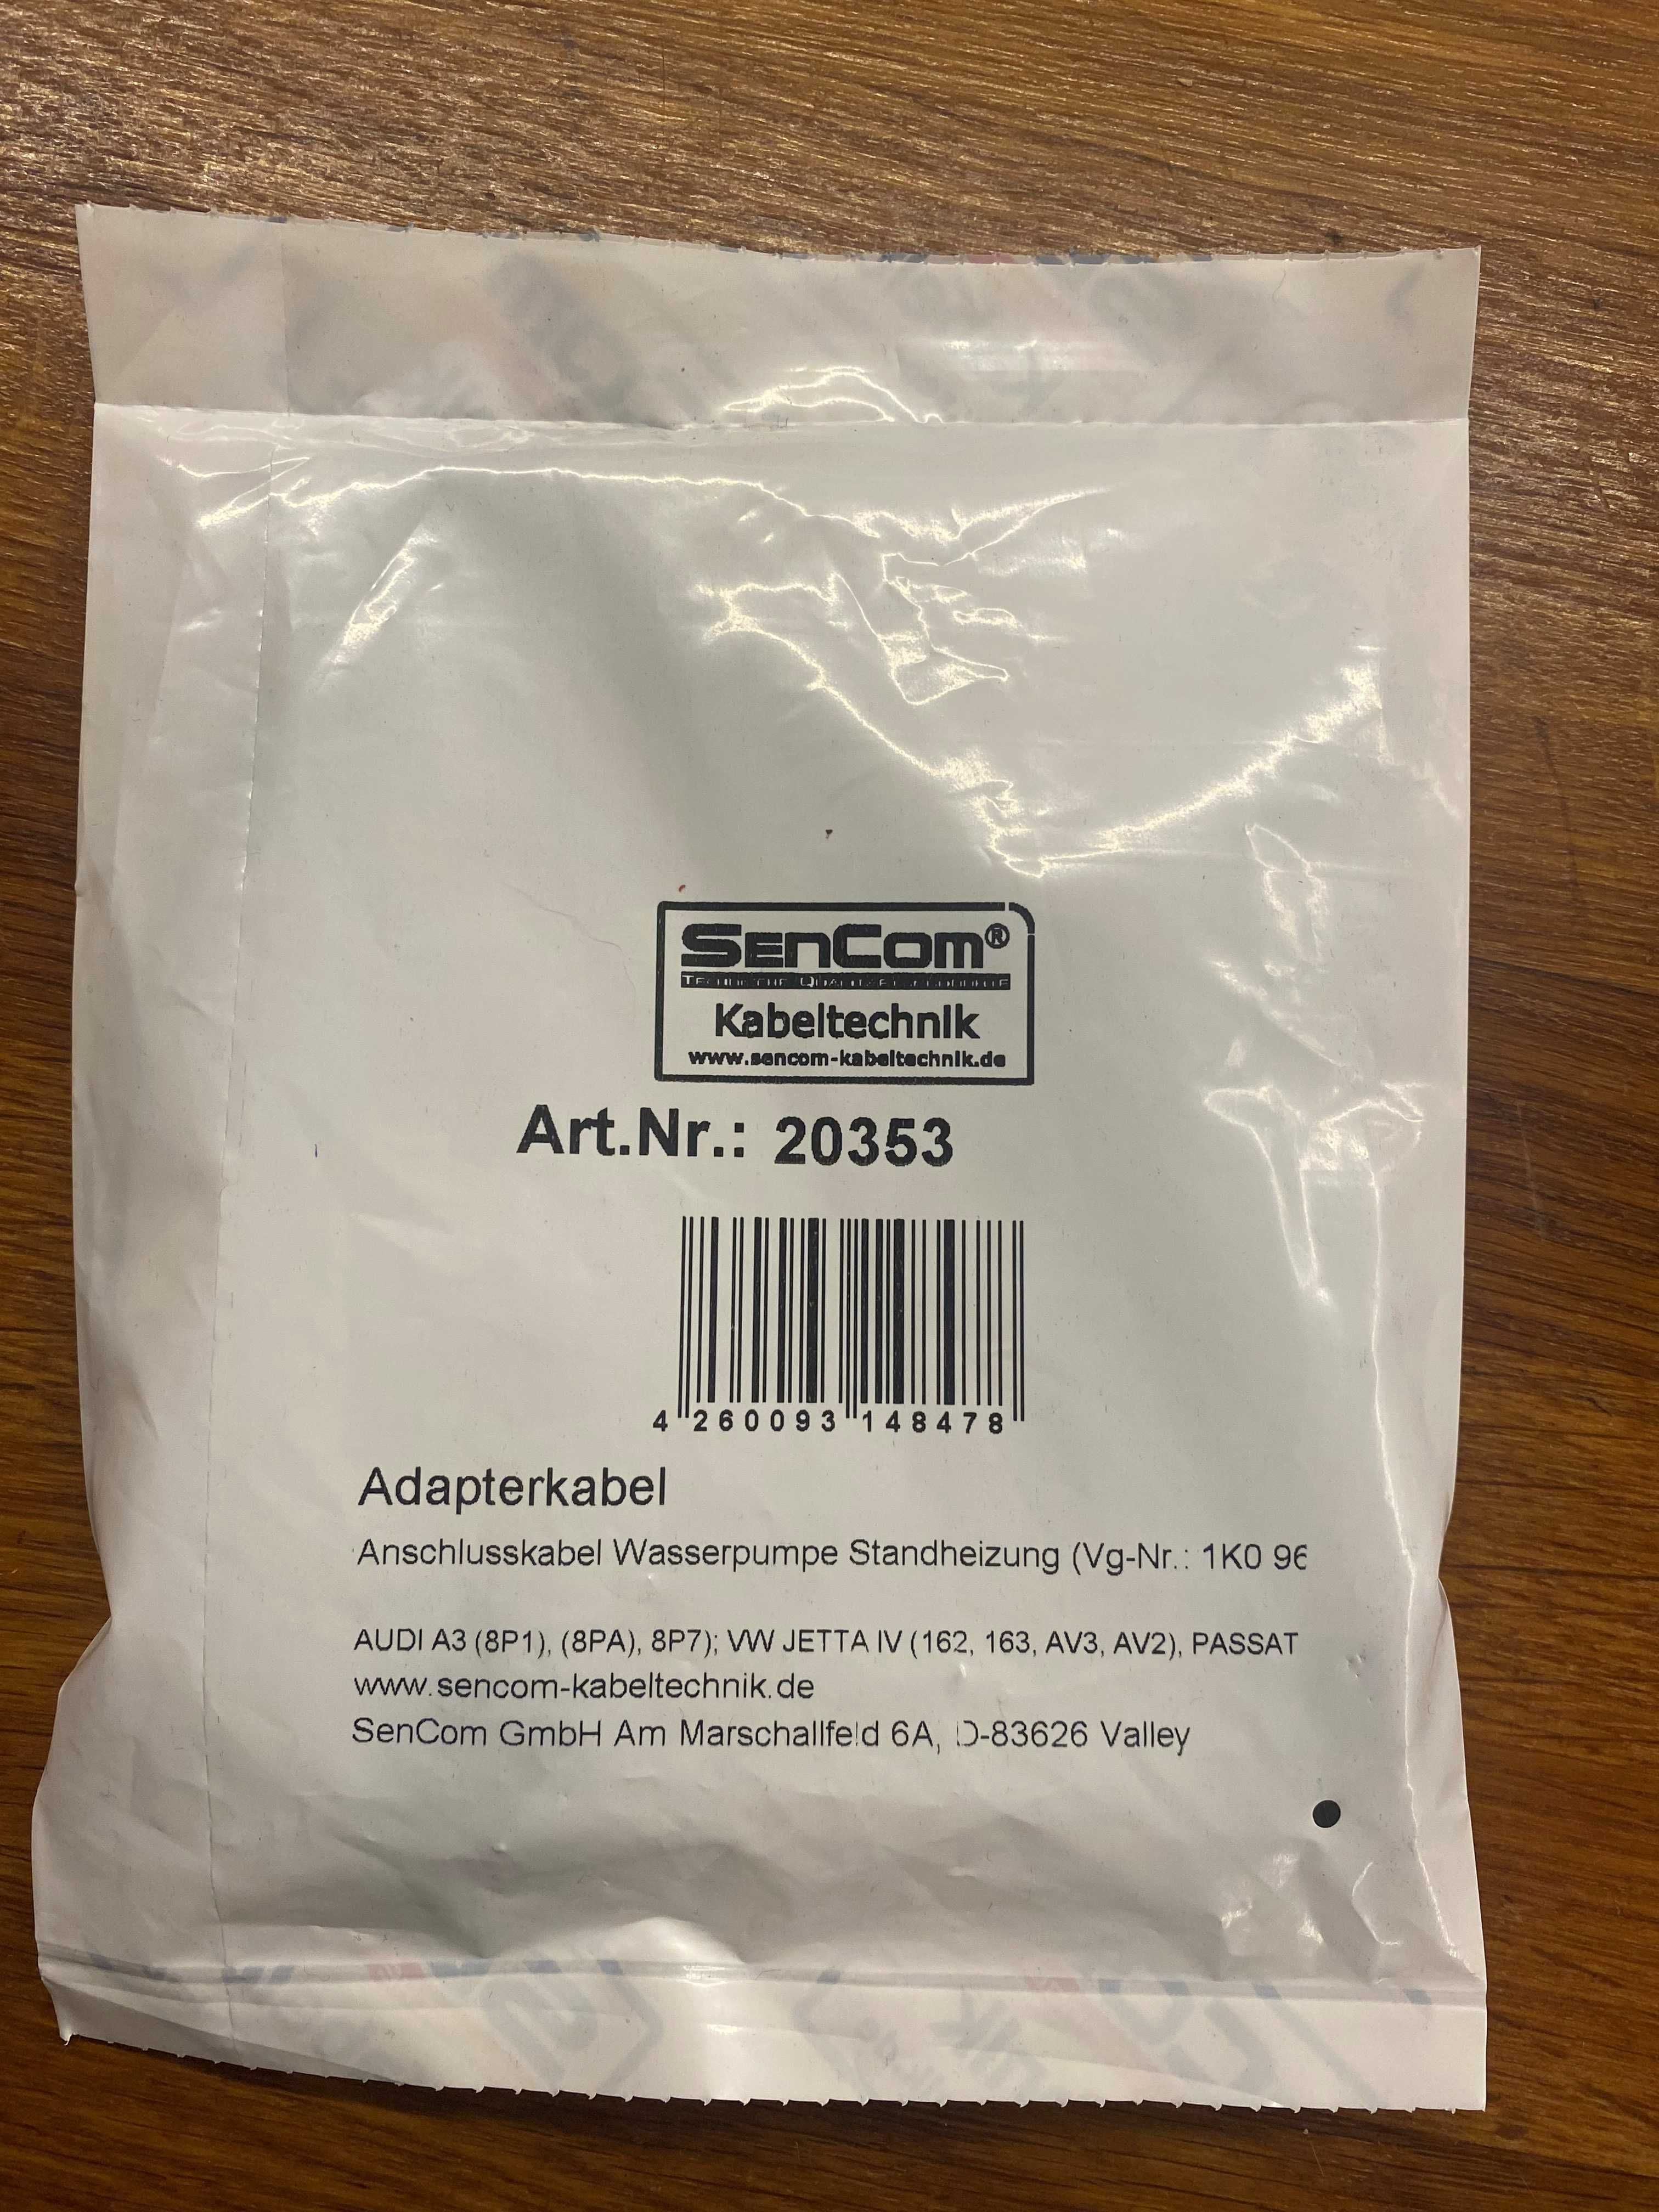 SENCOM®
Kabeltechnik
www.sencom-kabeltechnik.de
Art.Nr.: 20353
4 260093 148478
Adapterkabel
Anschlusskabel Wasserpumpe Standheizung (Vg-Nr.: 1K0 96
AUDI A3 (8P1), (8PA), 8P7); VW JETTA IV (162, 163, AV3, AV2), PASSAT
www.sencom-kabeltechnik.de
SenCom GmbH Am Marschallfeld 6A, D-83626 Valley